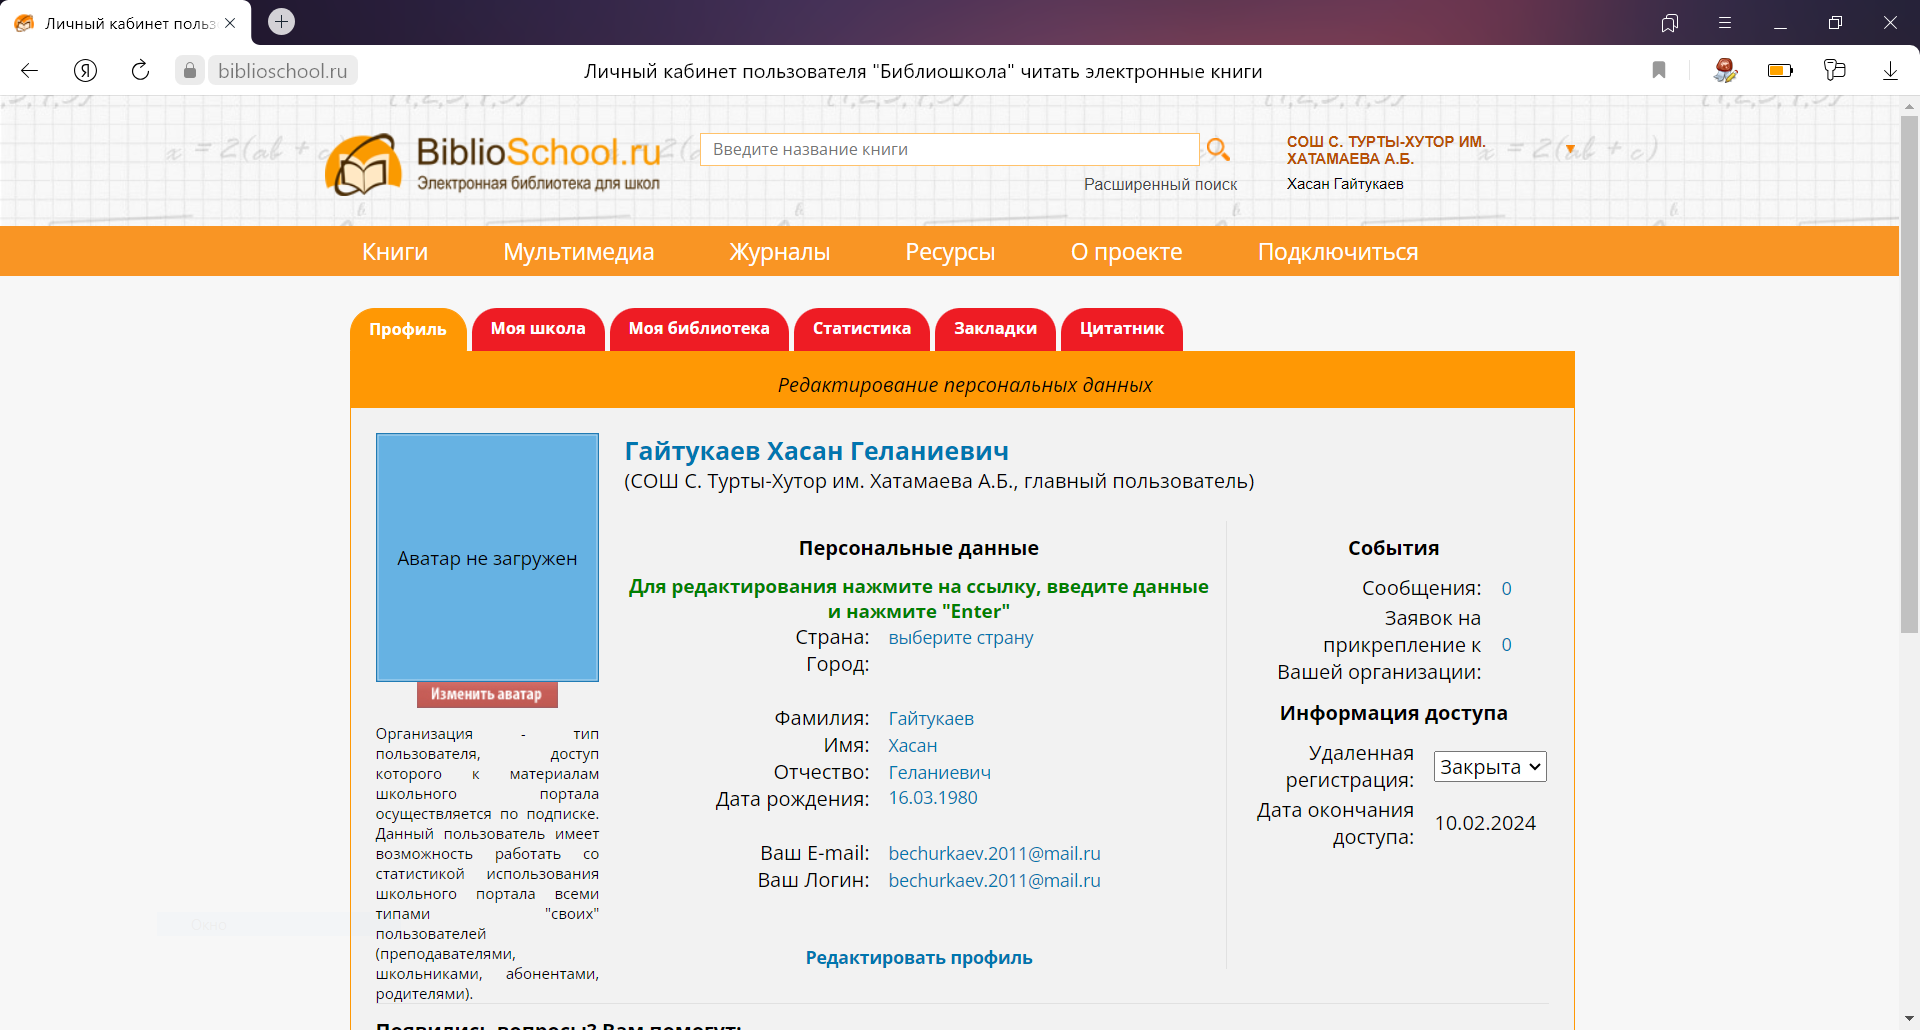 Личный кабинет польз
biblioschool.ru
Личный кабинет пользователя "Библиошкола" читать электронные книги
BiblioSchool.ru
Электронная библиотека для школ
Введите название книги
Расширенный поиск
СОШ С. ТУРТЫ-ХУТОР ИМ.
ХАТАМАЕВА А.Б.
Хасан Гайтукаев
Книги Мультимедиа Журналы Ресурсы О проекте Подключиться
Профиль Моя школа Моя библиотека Статистика Закладки Цитатник
Редактирование персональных данных
Аватар не загружен
Изменить аватар
Организация - тип
пользователя, доступ
которого к материалам
школьного портала
осуществляется по подписке.
Данный пользователь имеет
возможность работать со
статистикой использования
школьного портала всеми
типами "своих"
пользователей
(преподавателями,
школьниками, абонентами,
родителями).
Гайтукаев Хасан Геланиевич
(СОШ С. Турты-Хутор им. Хатамаева А.Б., главный пользователь)
Персональные данные
Для редактирования нажмите на ссылку, введите данные
и нажмите "Enter"
Страна: выберите страну
Город:
Фамилия: Гайтукаев
Имя: Хасан
Отчество: Геланиевич
Дата рождения: 16.03.1980
Ваш E-mail: bechurkaev.2011@mail.ru
Ваш Логин: bechurkaev.2011@mail.ru
Редактировать профиль
События
Сообщения: 0
Заявок на
прикрепление к 0
Вашей организации:
Информация доступа
Удаленная
регистрация: Закрыта
Дата окончания
доступа: 10.02.2024
Появились вопросы? Вам помогут: